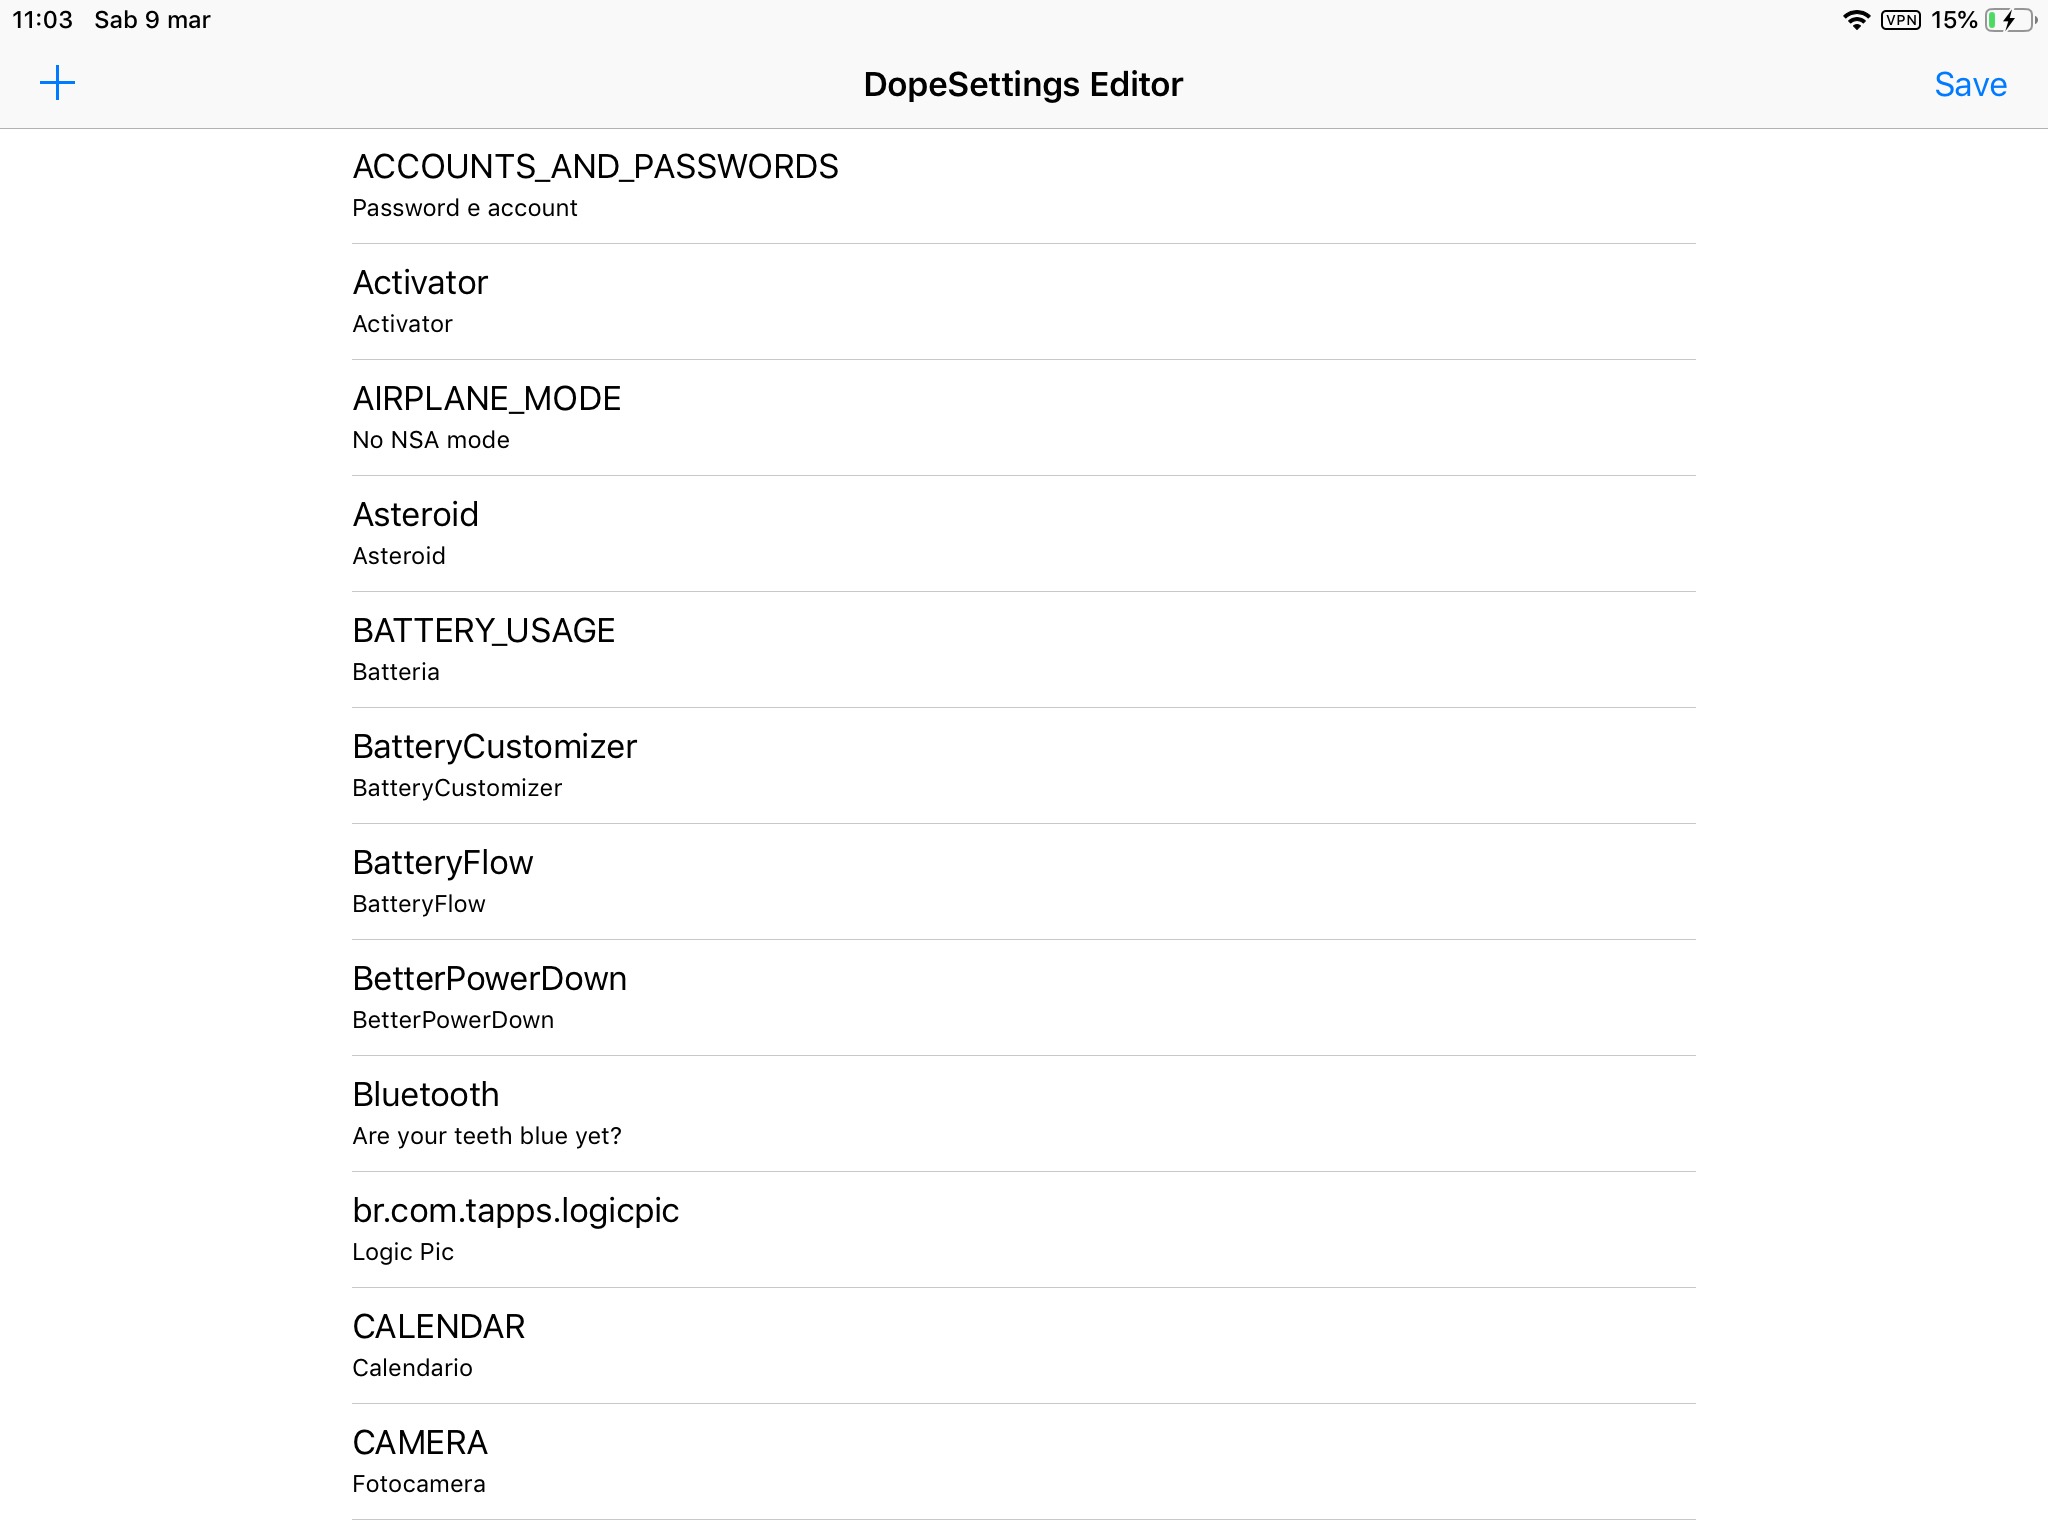 11:03 Sab 9 mar
VPN 15%
DopeSettings Editor
Save
ACCOUNTS_AND_PASSWORDS
Password e account
Activator
Activator
AIRPLANE_MODE
No NSA mode
Asteroid
Asteroid
BATTERY_USAGE
Batteria
BatteryCustomizer
BatteryCustomizer
BatteryFlow
BatteryFlow
BetterPowerDown
BetterPowerDown
Bluetooth
Are your teeth blue yet?
br.com.tapps.logicpic
Logic Pic
CALENDAR
Calendario
CAMERA
Fotocamera